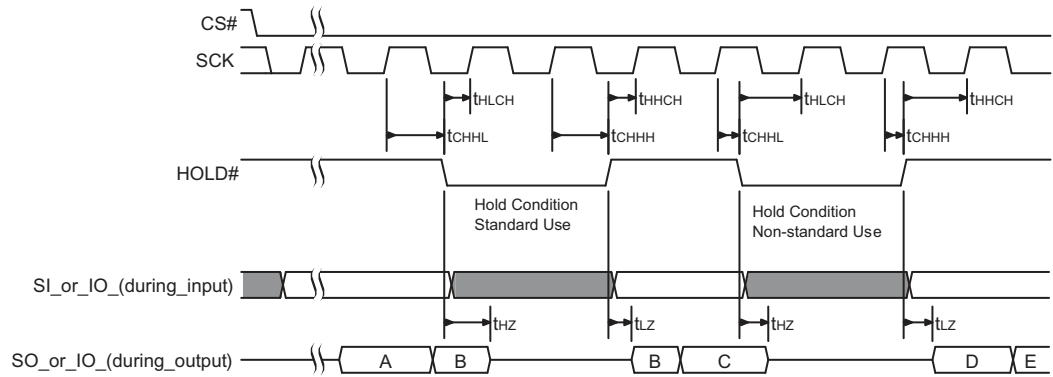 CS#
SCK
tHLCH tHHCH tHLCH tHHCH
tCHHL tCHHH tCHHL tCHHH
HOLD#
Hold Condition
Standard Use
Hold Condition
Non-standard Use
SI_or_IO_(during_input)
tHZ tLZ tHZ tLZ
SO_or_IO_(during_output) A B B C D E